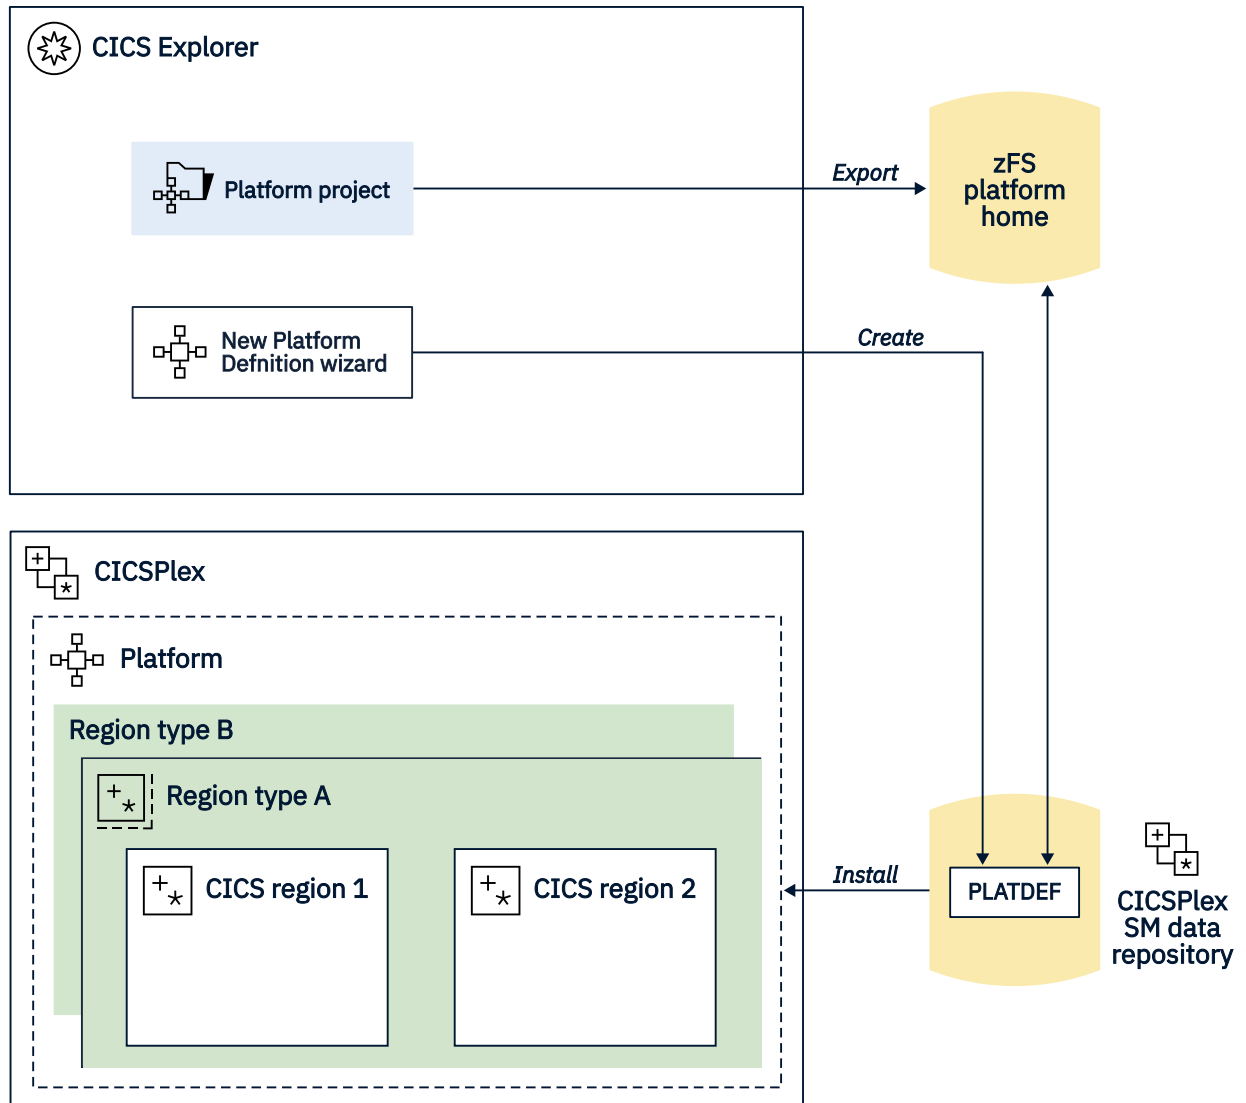 CICS Explorer
Platform project
Export
zFS
platform
home
New Platform
Defnition wizard
Create
CICSPlex
Platform
Region type B
Region type A
CICS region 1
CICS region 2
Install
PLATDEF
CICSPlex
SM data
repository